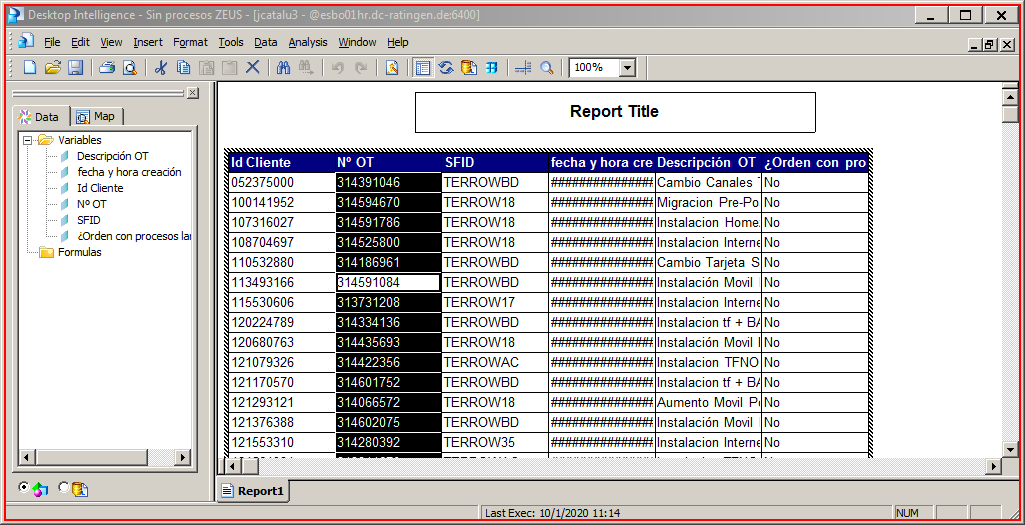 Desktop Intelligence - Sin procesos ZEUS - [jcatalu3 - @esbo01hr.dc-ratingen.de:6400]
File Edit View Insert Format Tools Data Analysis Window Help
100%
Data Map
Variables
Descripción OT
fecha y hora creación
Id Cliente
Nº OT
SFID
¿Orden con procesos lan
Formulas
Report Title
Id Cliente Nº OT SFID fecha y hora cre Descripción OT ¿Orden con pro
052375000 314391046 TERROWBD ############### Cambio Canales No
100141952 314594670 TERROW18 ############### Migracion Pre-Po No
107316027 314591786 TERROW18 ############### Instalacion Home No
108704697 314525800 TERROW18 ############### Instalacion Interne No
110532880 314186961 TERROWBD ############### Cambio Tarjeta S No
113493166 314591084 TERROWBD ############### Instalación Movil No
115530606 313731208 TERROW17 ############### Instalacion Interne No
120224789 314334136 TERROWBD ############### Instalacion tf + BA No
120680763 314435693 TERROW18 ############### Instalación Movil No
121079326 314422356 TERROWAC ############### Instalacion TFNO No
121170570 314601752 TERROWBD ############### Instalacion tf + BA No
121293121 314066572 TERROW18 ############### Aumento Movil Po No
121376388 314602075 TERROWBD ############### Instalación Movil No
121553310 314280392 TERROW35 ############### Instalacion Interne No
Report1
Last Exec: 10/1/2020 11:14
NUM